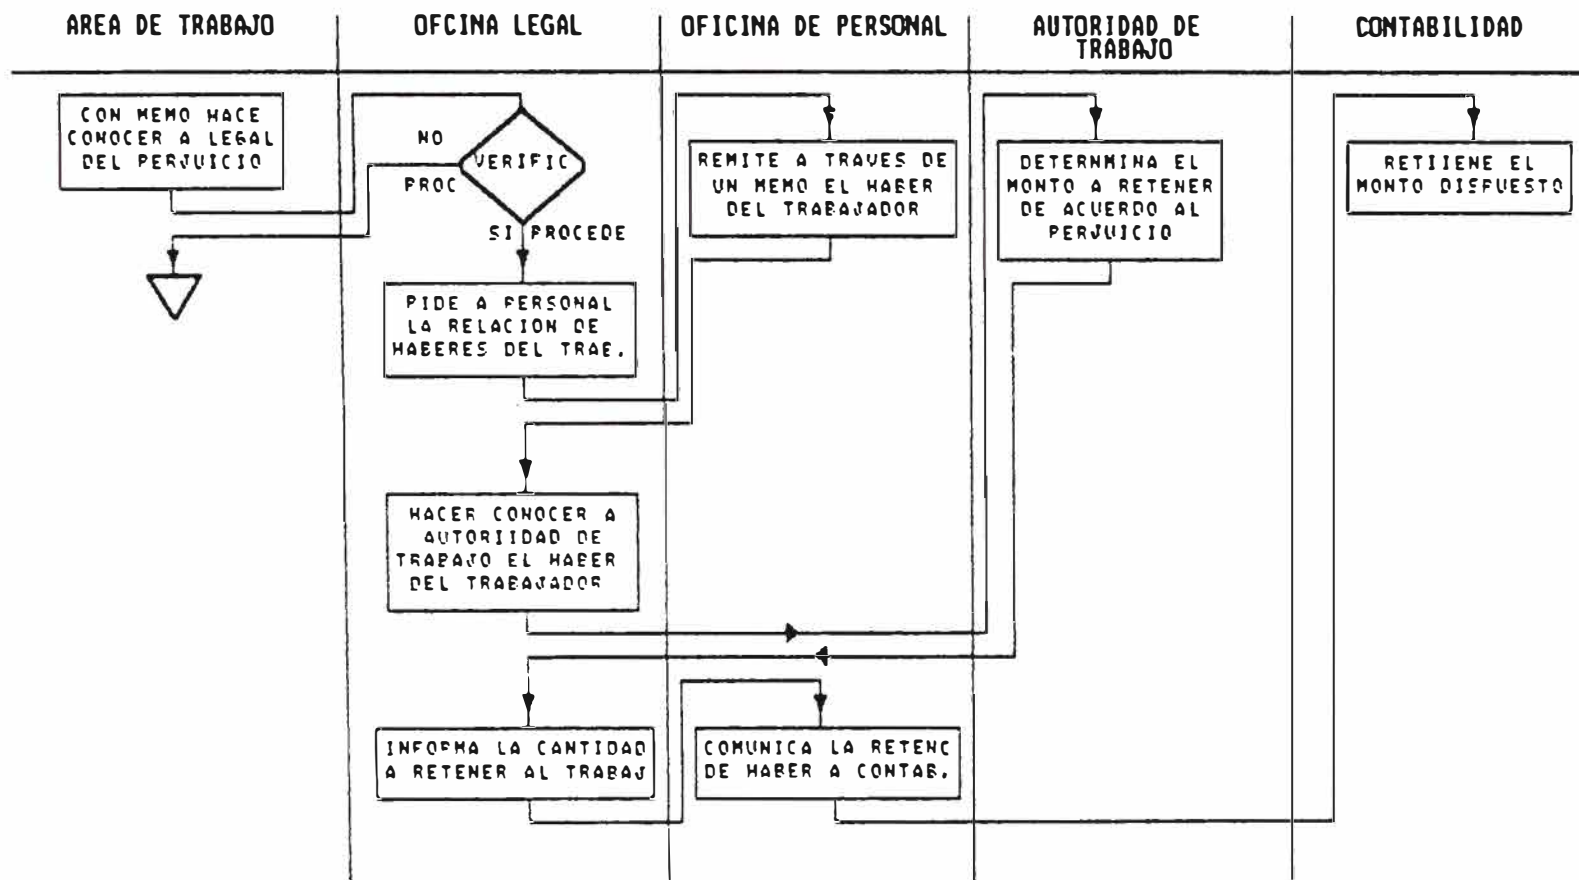 AREA DE TRABAJO
OFCINA LEGAL
OFICINA DE PERSONAL
AUTORIDAD DE
TRABAJO
CONTABILIDAD
CON MEMO HACE
CONOCER A LEGAL
DEL PERJUICIO
NO
PROC
VERIFIC
SI PROCEDE
PIDE A PERSONAL
LA RELACION DE
HABERES DEL TRAB.
REMITE A TRAVES DE
UN MEMO EL HABER
DEL TRABAJADOR
HACER CONOCER A
AUTORIIDAD DE
TRABAJO EL HABER
DEL TRABAJADOR
DETERNMINA EL
MONTO A RETENER
DE ACUERDO AL
PERJUICIO
INFORMA LA CANTIDAD
A RETENER AL TRABAJ
COMUNICA LA RETENC
DE HABER A CONTAB.
RETIIENE EL
MONTO DISPUESTO